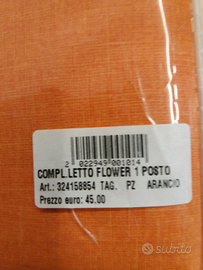 COMPL.LETTO FLOWER 1 POSTO
2 022949 001014
Art.: 324158854 TAG. PZ ARANCIO
Prezzo euro: 45,00
subito